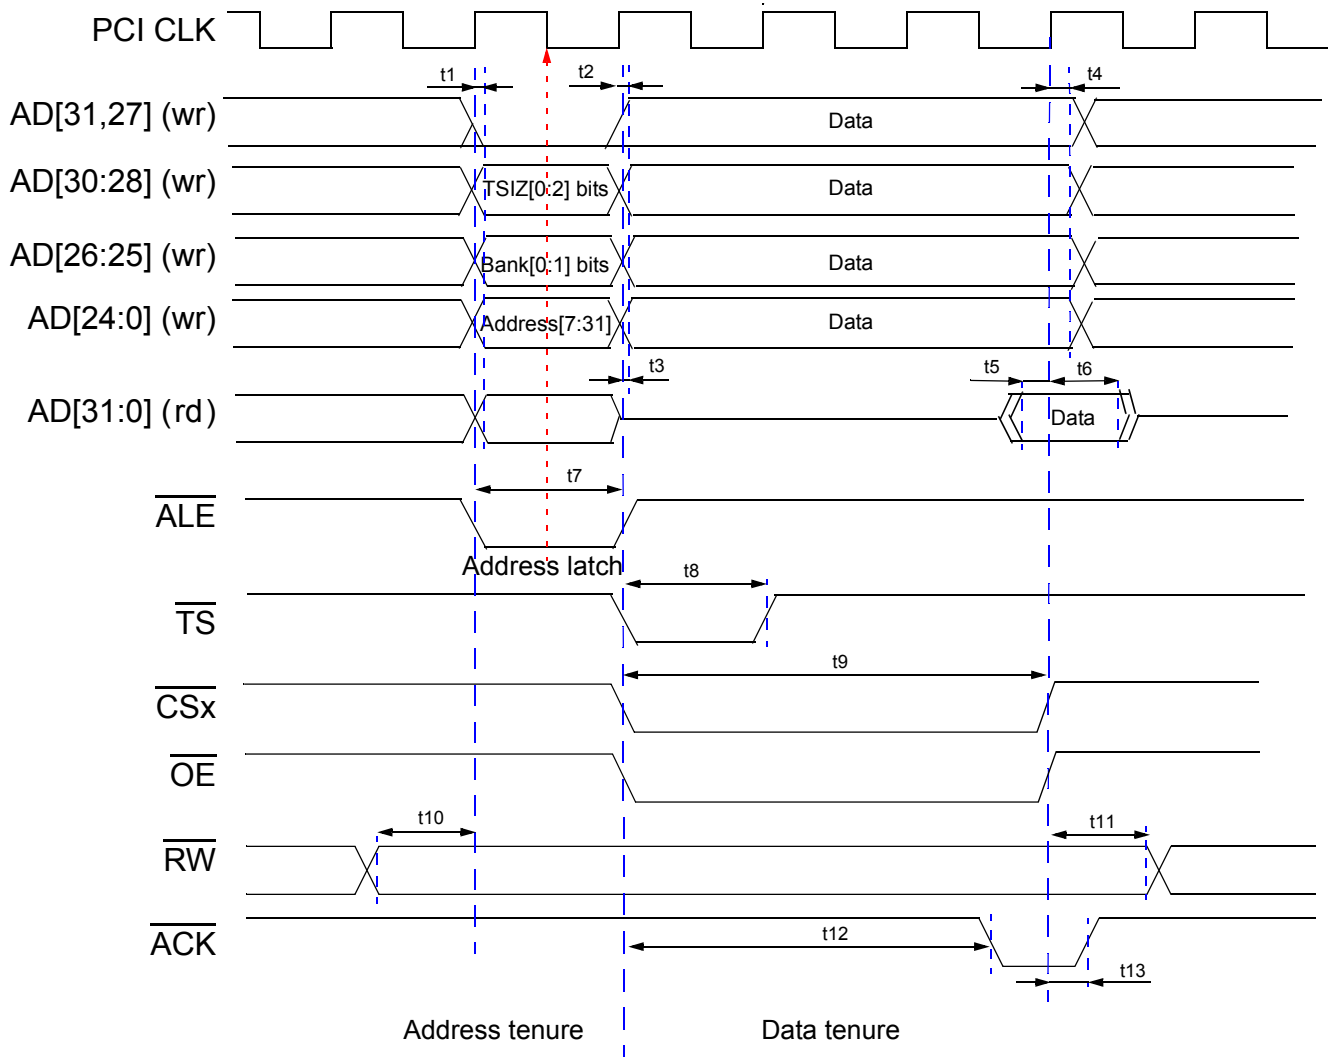 PCI CLK
t1
t2
t4
AD[31,27] (wr)
Data
AD[30:28] (wr)
TSIZ[0:2] bits
Data
AD[26:25] (wr)
Bank[0:1] bits
Data
AD[24:0] (wr)
Address[7:31]
Data
t3
t5
t6
AD[31:0] (rd)
Data
t7
ALE
Address latch
t8
TS
t9
CSx
OE
t10
t11
RW
ACK
t12
t13
Address tenure
Data tenure